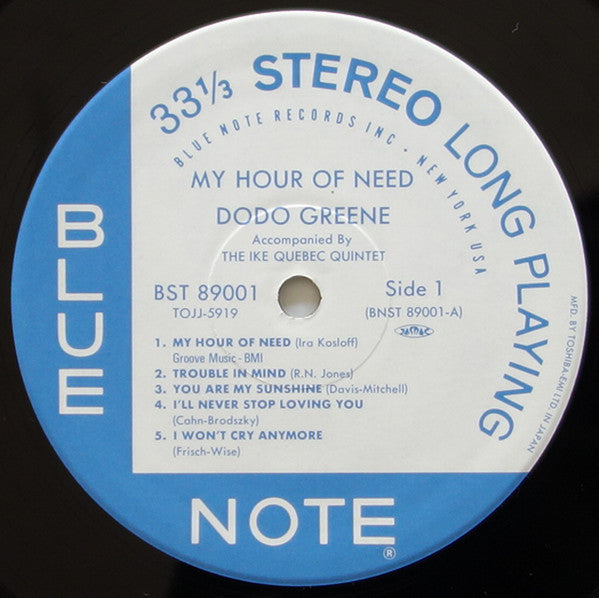 33⅓ STEREO LONG PLAYING
BLUE NOTE RECORDS INC • NEW YORK USA
MY HOUR OF NEED
DODO GREENE
Accompanied By
THE IKE QUEBEC QUINTET
BST 89001
TOJJ-5919
Side 1
(BNST 89001-A)
JASRAC
1. MY HOUR OF NEED (Ira Kosloff)
Groove Music - BMI
2. TROUBLE IN MIND (R.N. Jones)
3. YOU ARE MY SUNSHINE (Davis-Mitchell)
4. I'LL NEVER STOP LOVING YOU
(Cahn-Brodszky)
5. I WON'T CRY ANYMORE
(Frisch-Wise)
MFD. BY TOSHIBA-EMI LTD. IN JAPAN
BLUE
NOTE®